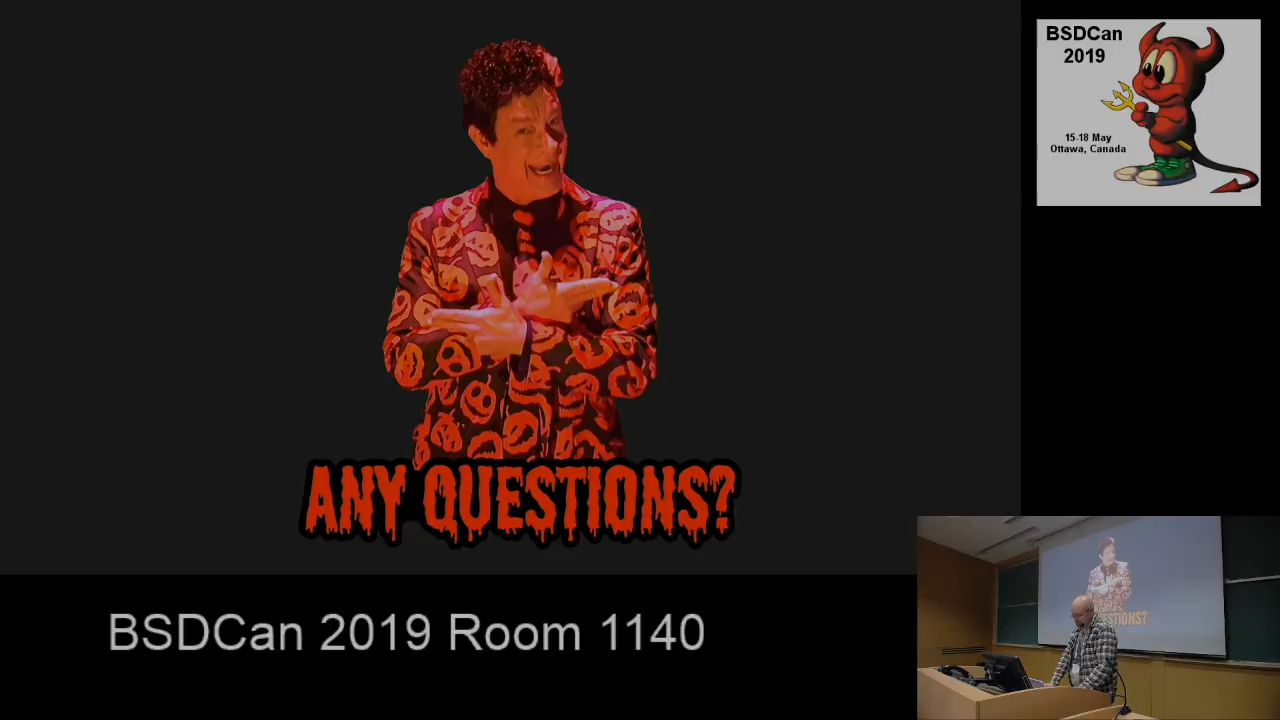 BSDCan
2019
15-18 May
Ottawa, Canada
ANY QUESTIONS?
BSDCan 2019 Room 1140